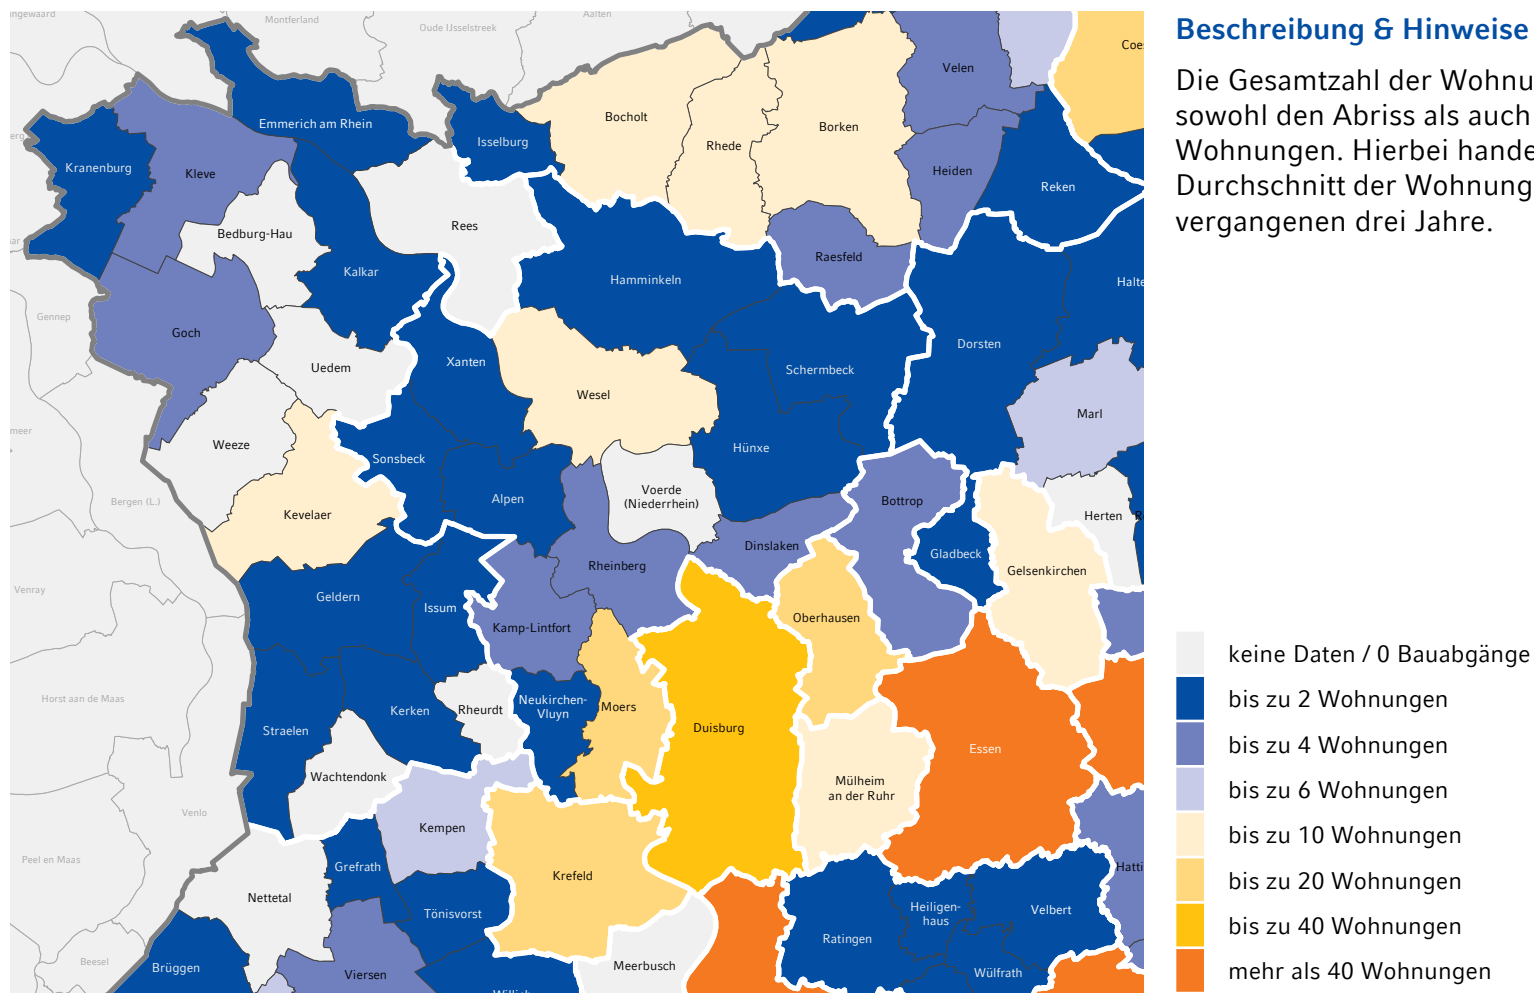 Beschreibung & Hinweise
Die Gesamtzahl der Wohnu
sowohl den Abriss als auch
Wohnungen. Hierbei hande
Durchschnitt der Wohnung
vergangenen drei Jahre.
ingewaard
Montferland
Oude IJsselstreek
Aalten
Coe
Velen
Emmerich am Rhein
Isselburg
Bocholt
Rhede
Borken
Kranenburg
Kleve
Heiden
Reken
Bedburg-Hau
Rees
Raesfeld
Kalkar
Hamminkeln
Halte
Gennep
Goch
Uedem
Xanten
Schermbeck
Dorsten
Wesel
Marl
meer
Weeze
Sonsbeck
Hünxe
Bergen (L.)
Alpen
Voerde
(Niederrhein)
Bottrop
Kevelaer
Herten
R
Dinslaken
Gladbeck
Rheinberg
Gelsenkirchen
Venray
Geldern
Issum
Kamp-Lintfort
Oberhausen
Horst aan de Maas
Straelen
Kerken
Rheurdt
Neukirchen-
Vluyn
Moers
Duisburg
Essen
Wachtendonk
Mülheim
an der Ruhr
Venlo
Kempen
Peel en Maas
Grefrath
Krefeld
Hatti
Nettetal
Tönisvorst
Heiligen-
haus
Velbert
Ratingen
Beesel
Brüggen
Viersen
Meerbusch
Wülfrath
Willich
keine Daten / 0 Bauabgänge
bis zu 2 Wohnungen
bis zu 4 Wohnungen
bis zu 6 Wohnungen
bis zu 10 Wohnungen
bis zu 20 Wohnungen
bis zu 40 Wohnungen
mehr als 40 Wohnungen